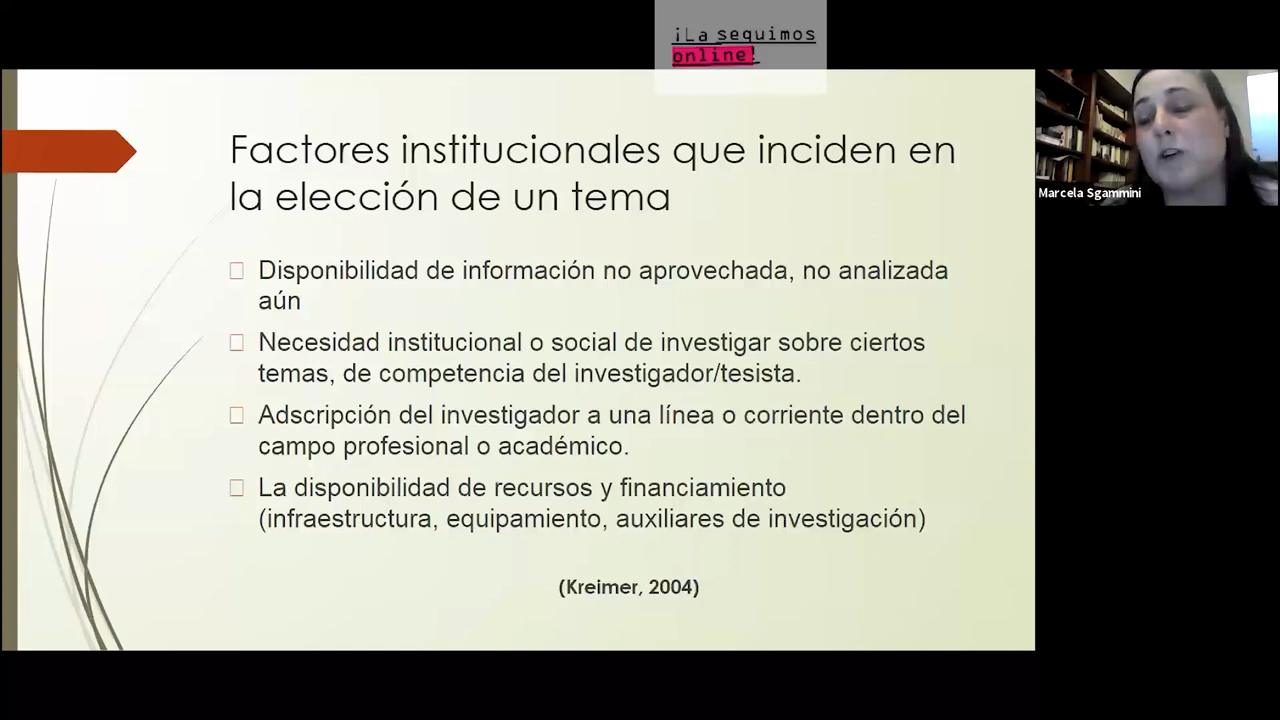 ¡La seguimos
online!
Factores institucionales que inciden en
la elección de un tema
Disponibilidad de información no aprovechada, no analizada
aún
Necesidad institucional o social de investigar sobre ciertos
temas, de competencia del investigador/tesista.
Adscripción del investigador a una línea o corriente dentro del
campo profesional o académico.
La disponibilidad de recursos y financiamiento
(infraestructura, equipamiento, auxiliares de investigación)
(Kreimer, 2004)
Marcela Sgammini